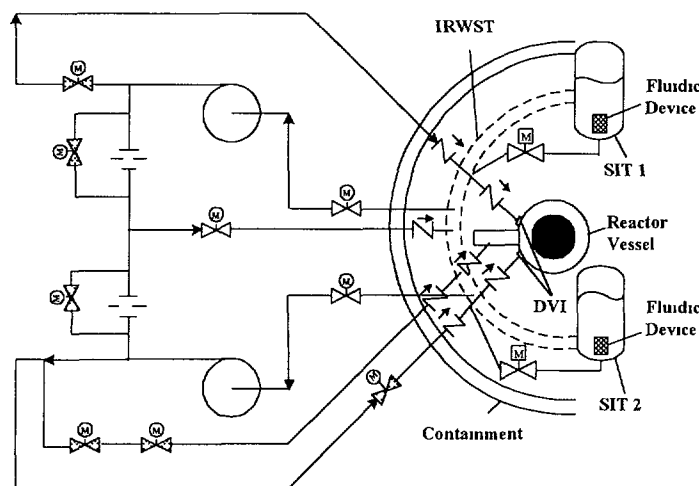 IRWST
Fluidic
Device
SIT 1
Reactor
Vessel
DVI
Fluidic
Device
SIT 2
Containment
M
M
M
M
M
M
M
M
M
M
M